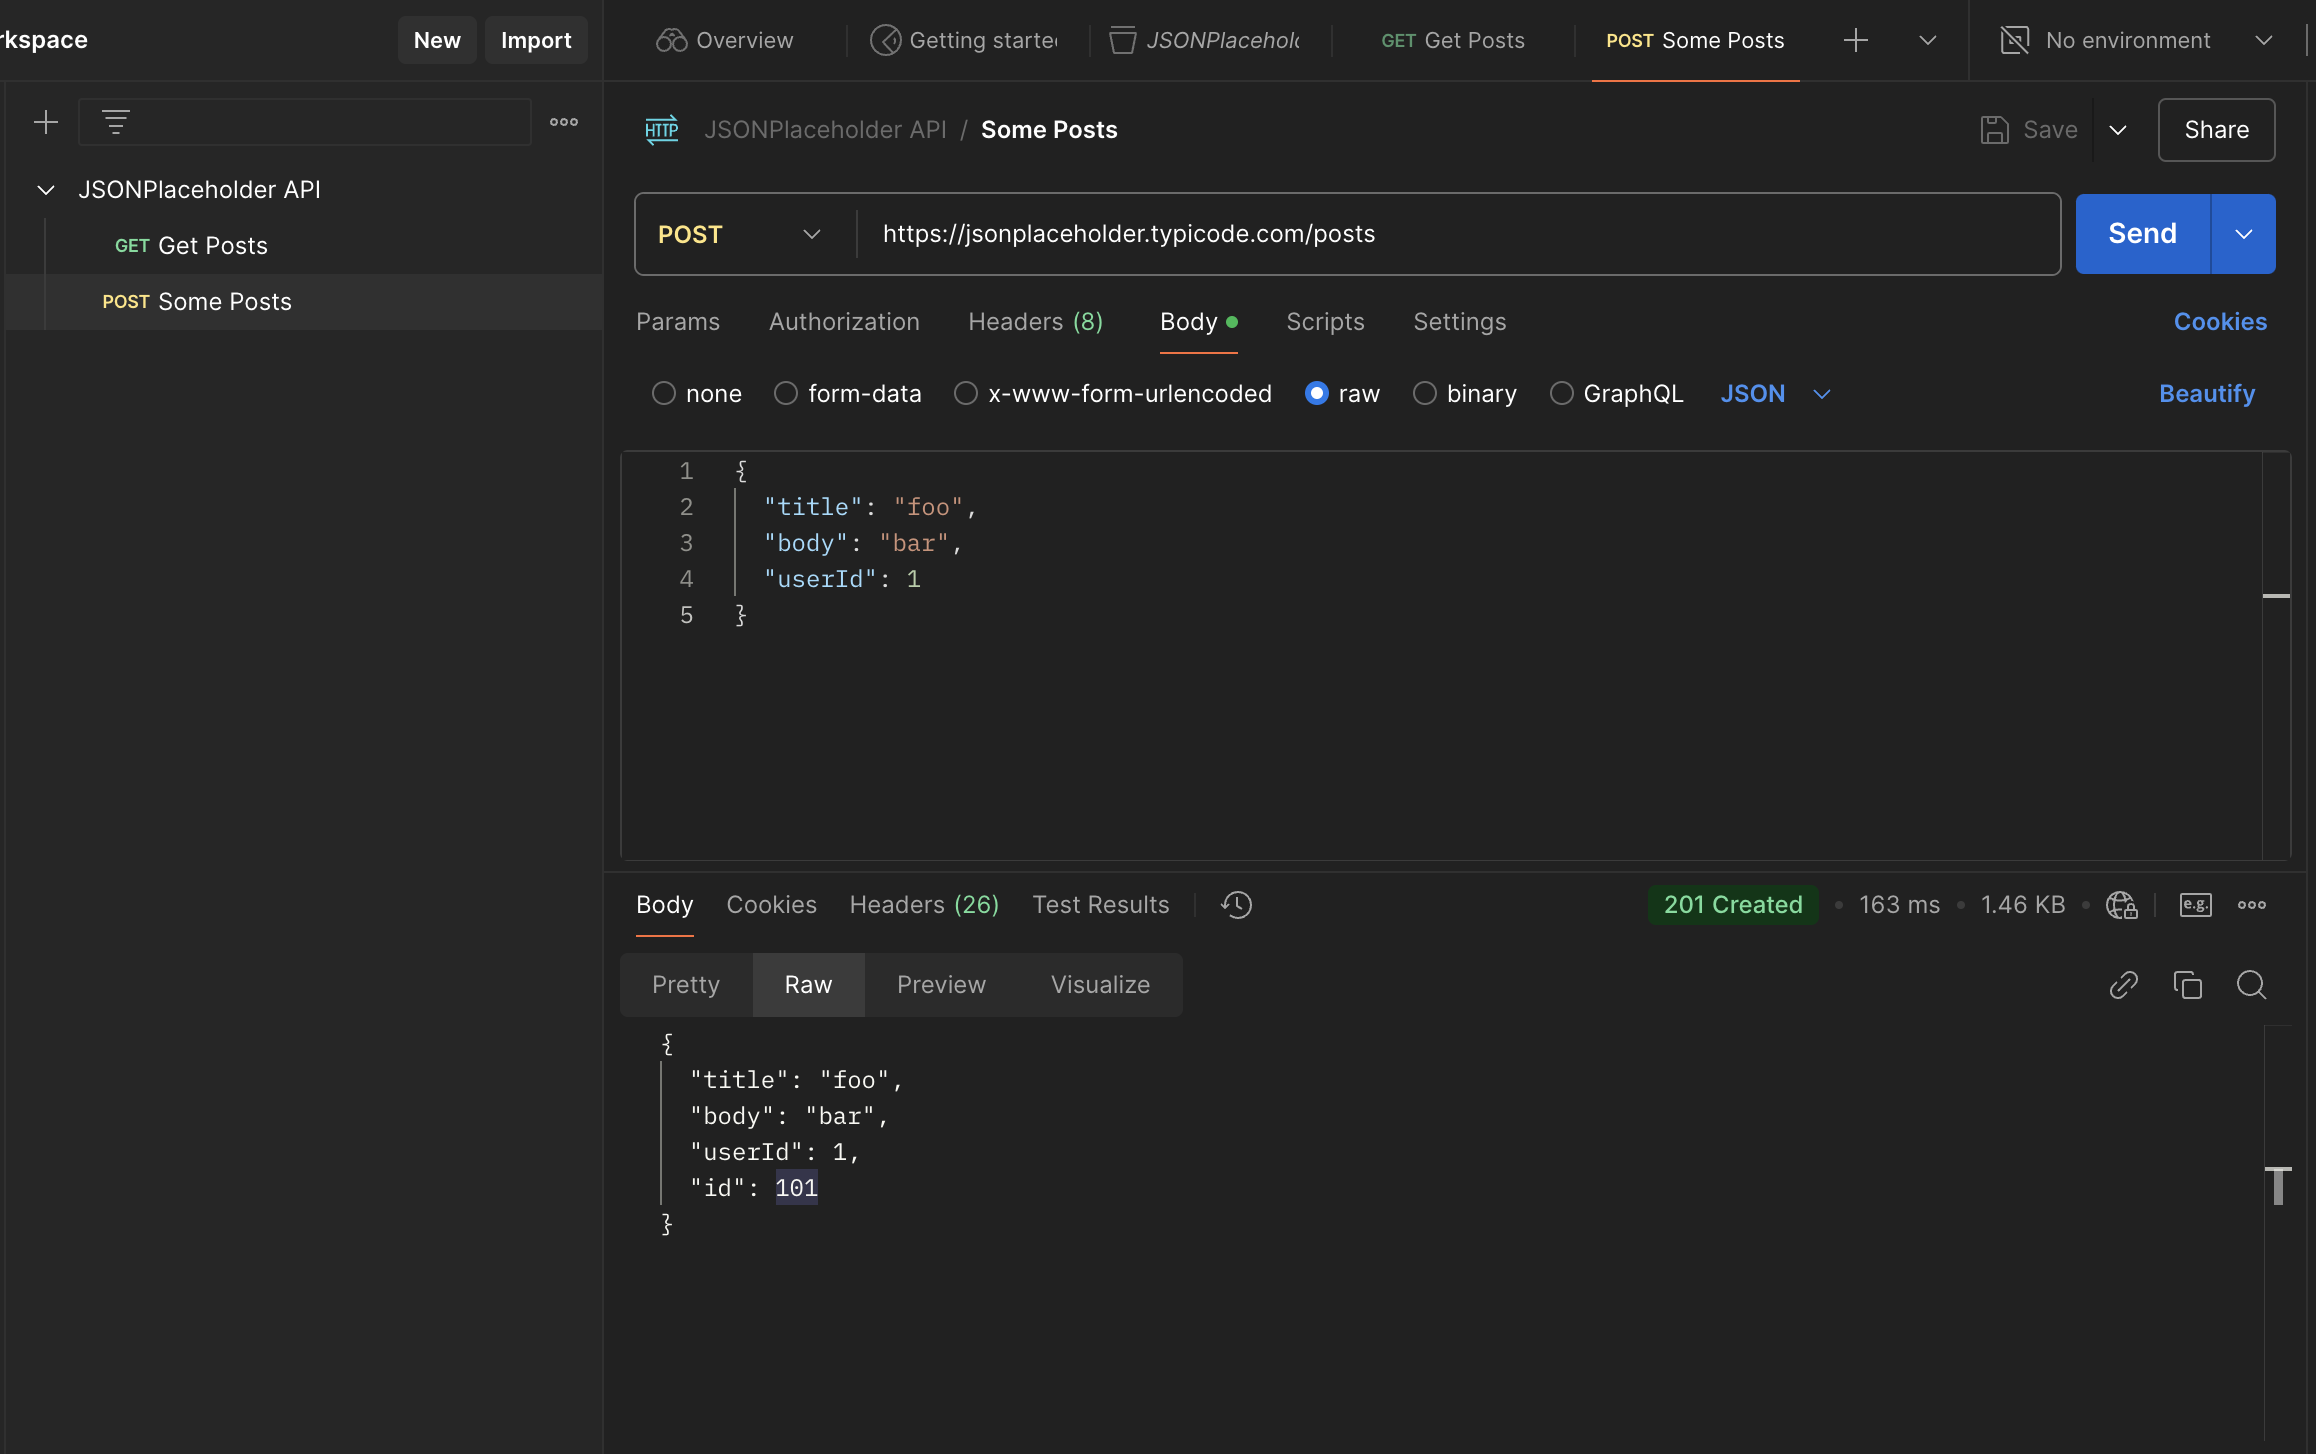 rkspace New Import Overview Getting starte JSONPlacehol GET Get Posts POST Some Posts No environment
HTTP JSONPlaceholder API / Some Posts Save Share
JSONPlaceholder API
GET Get Posts
POST Some Posts
POST https://jsonplaceholder.typicode.com/posts Send
Params Authorization Headers (8) Body Scripts Settings Cookies
none form-data x-www-form-urlencoded raw binary GraphQL JSON Beautify
1 {
2 "title": "foo",
3 "body": "bar",
4 "userId": 1
5 }
Body Cookies Headers (26) Test Results 201 Created • 163 ms • 1.46 KB • e.g.
Pretty Raw Preview Visualize
{
"title": "foo",
"body": "bar",
"userId": 1,
"id": 101
}